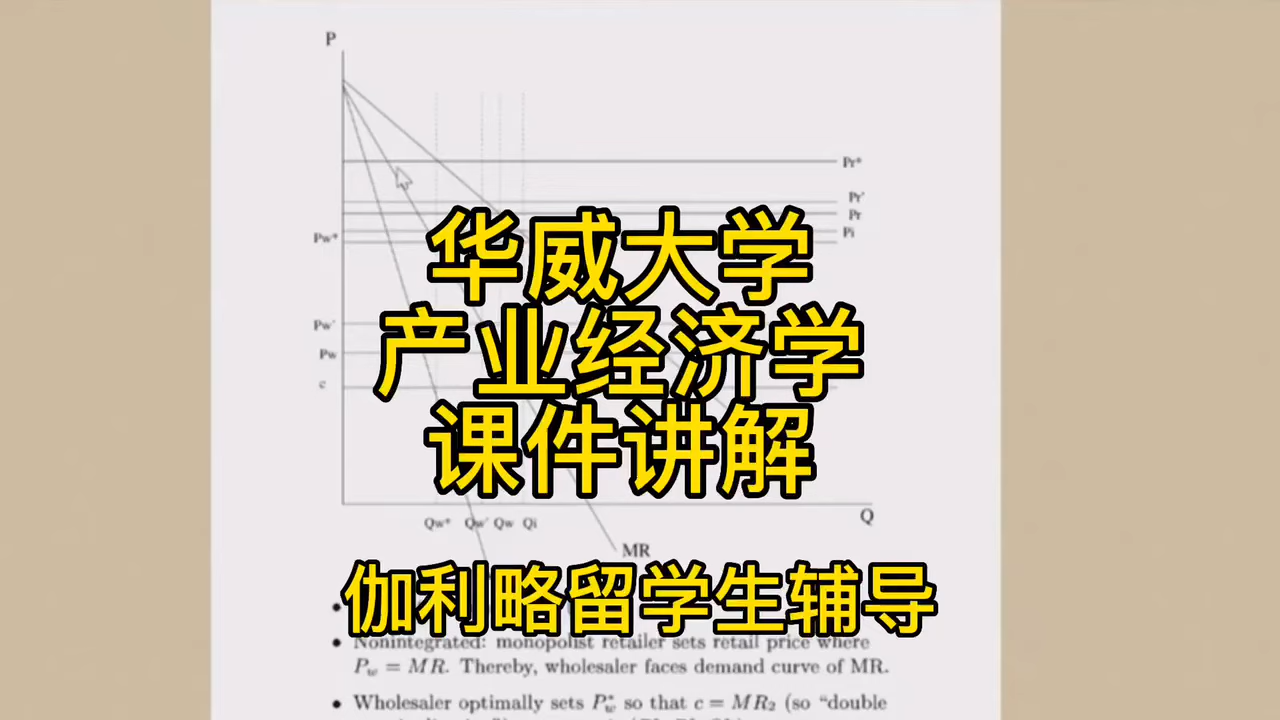 P
Pr*
Pr'
Pr
Pi
Pw*
Pw'
Pw
c
华威大学
产业经济学
课件讲解
Q
Qw* Qw' Qw Qi
MR
伽利略留学生辅导
Nonintegrated: monopolist retailer sets retail price where
P_w = MR. Thereby, wholesaler faces demand curve of MR.
Wholesaler optimally sets P_w^* so that c = MR₂ (so “double